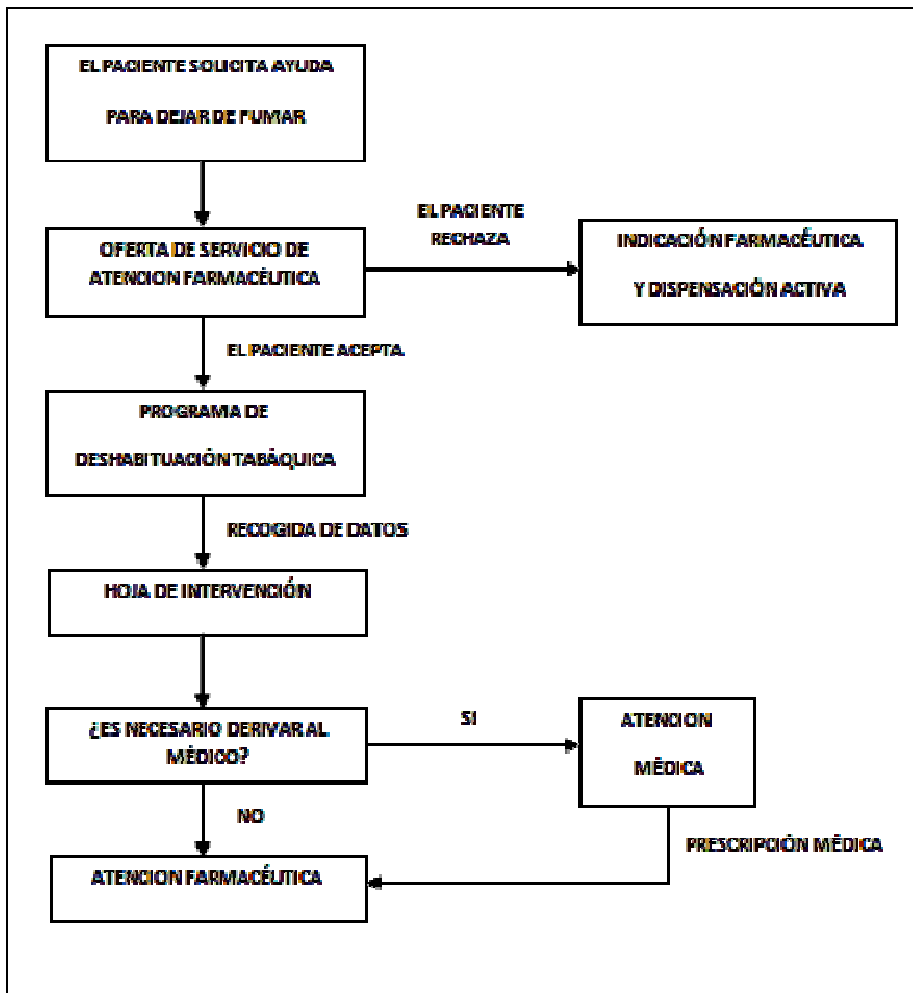 EL PACIENTE SOLICITA AYUDA
PARA DEJAR DE FUMAR
EL PACIENTE
RECHAZA
OFERTA DE SERVICIO DE
ATENCION FARMACÉUTICA
INDICACIÓN FARMACÉUTICA
Y DISPENSACIÓN ACTIVA
EL PACIENTE ACEPTA
PROGRAMA DE
DESHABITUACIÓN TABÁQUICA
RECOGIDA DE DATOS
HOJA DE INTERVENCIÓN
¿ES NECESARIO DERIVAR AL
MÉDICO?
SI
ATENCION
MÉDICA
NO
PRESCRIPCIÓN MÉDICA
ATENCION FARMACÉUTICA